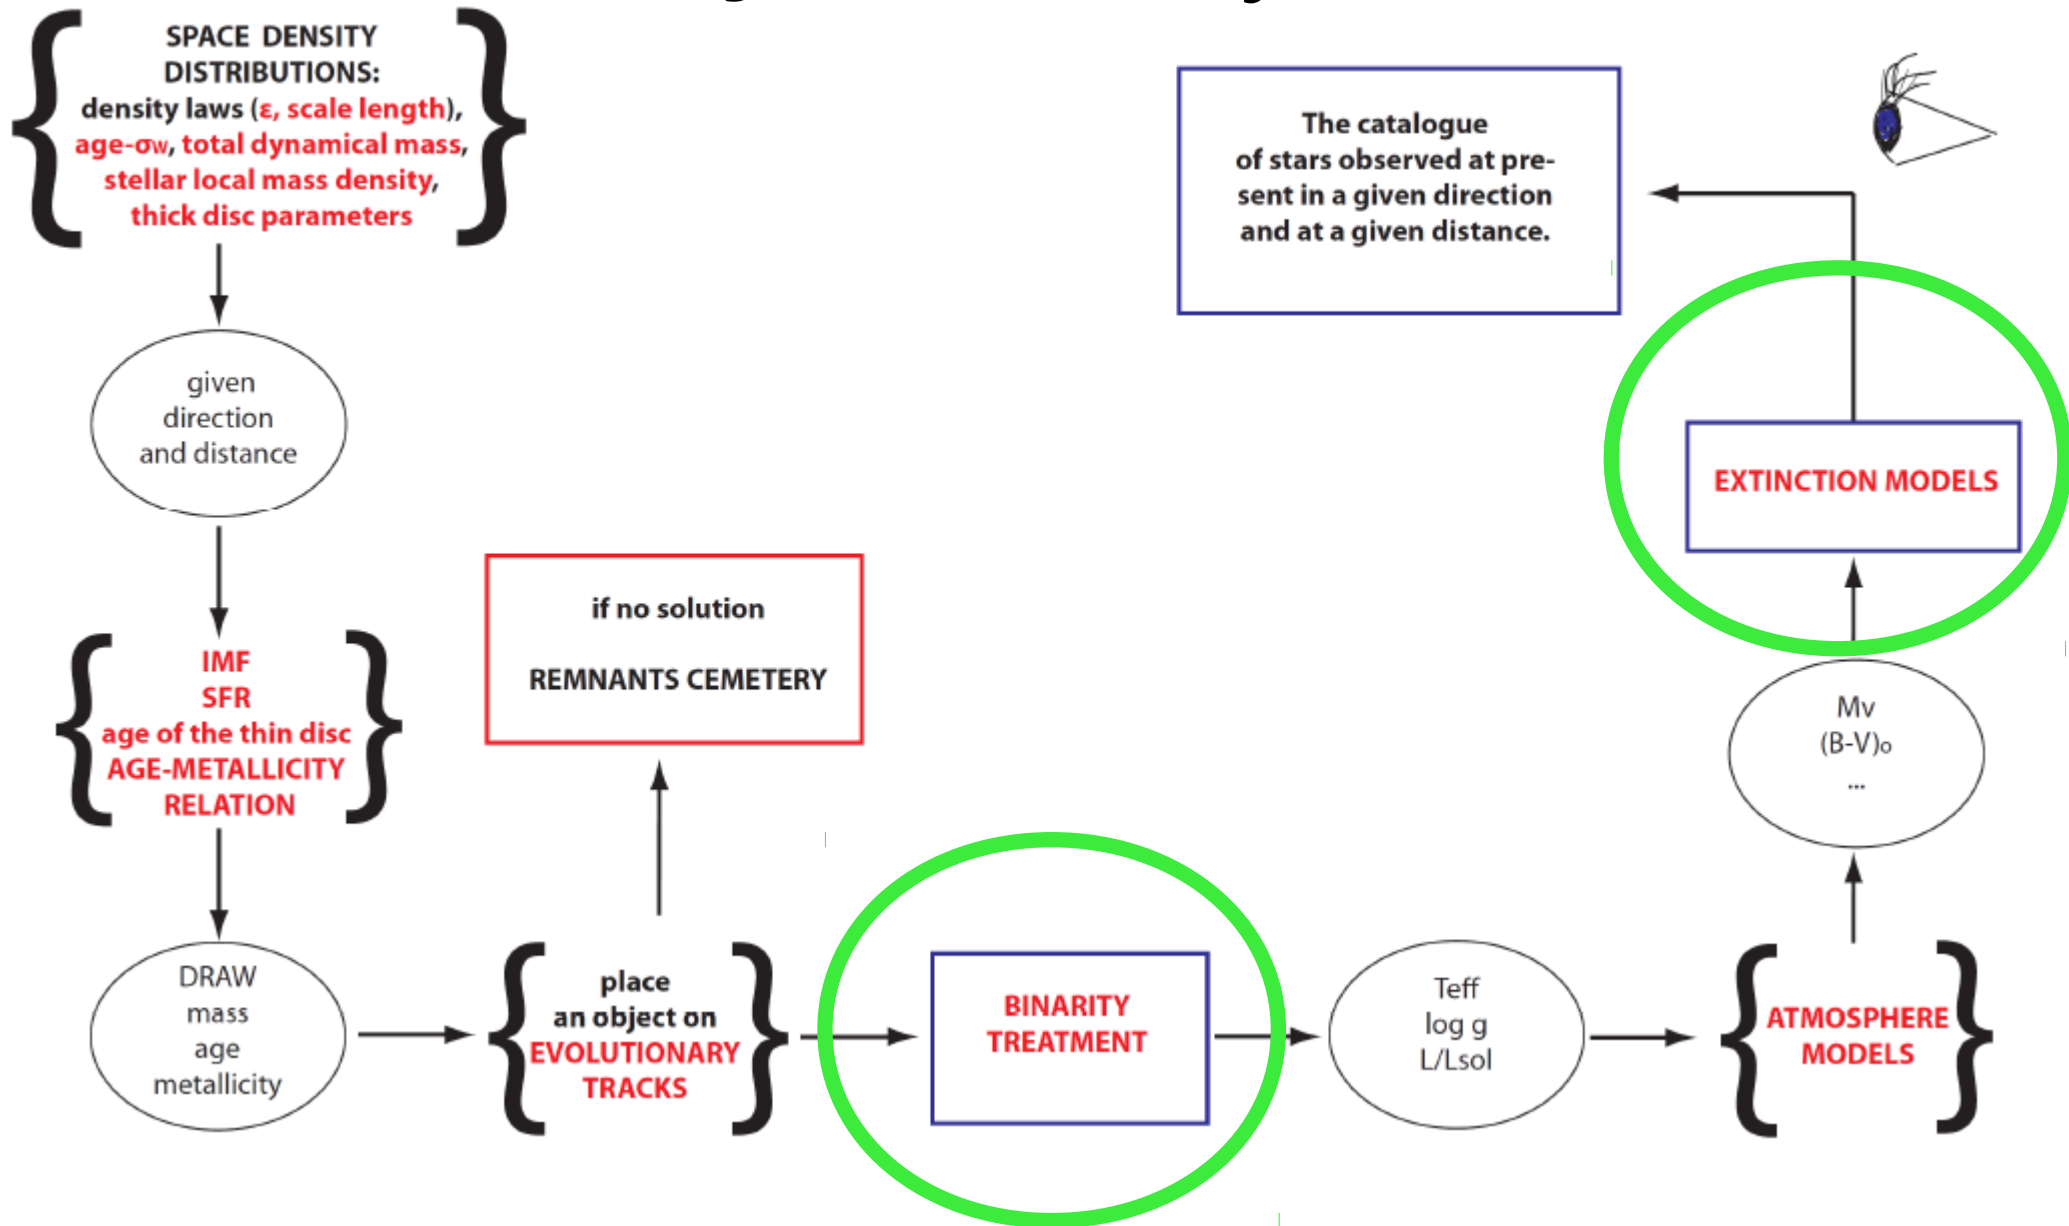 SPACE DENSITY
DISTRIBUTIONS:
density laws (ε, scale length),
age-σw, total dynamical mass,
stellar local mass density,
thick disc parameters
given
direction
and distance
IMF
SFR
age of the thin disc
AGE-METALLICITY
RELATION
DRAW
mass
age
metallicity
place
an object on
EVOLUTIONARY
TRACKS
if no solution
REMNANTS CEMETERY
BINARITY
TREATMENT
Teff
log g
L/Lsol
ATMOSPHERE
MODELS
Mv
(B-V)o
...
EXTINCTION MODELS
The catalogue
of stars observed at pre-
sent in a given direction
and at a given distance.